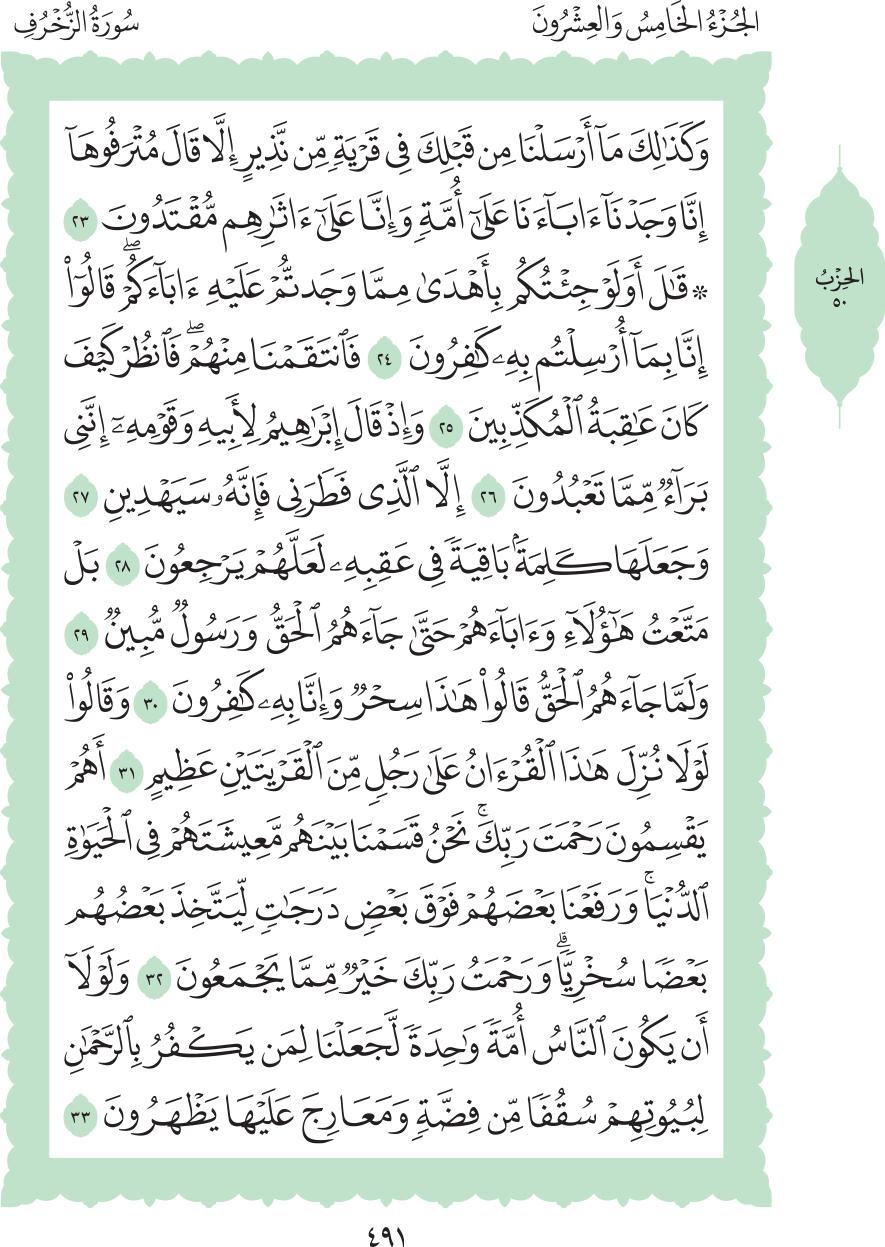 سُورَةُ الزُّخْرُفِ
الجُزْءُ الخَامِسُ وَالعِشْرُونَ
وَكَذَٰلِكَ مَآ أَرۡسَلۡنَا مِن قَبۡلِكَ فِي قَرۡيَةٖ مِّن نَّذِيرٍ إِلَّا قَالَ مُتۡرَفُوهَآ
إِنَّا وَجَدۡنَآ ءَابَآءَنَا عَلَىٰٓ أُمَّةٖ وَإِنَّا عَلَىٰٓ ءَاثَٰرِهِم مُّقۡتَدُونَ ٢٣
۞ قَٰلَ أَوَلَوۡ جِئۡتُكُم بِأَهۡدَىٰ مِمَّا وَجَدتُّمۡ عَلَيۡهِ ءَابَآءَكُمۡۖ قَالُوٓاْ
إِنَّا بِمَآ أُرۡسِلۡتُم بِهِۦ كَٰفِرُونَ ٢٤ فَٱنتَقَمۡنَا مِنۡهُمۡۖ فَٱنظُرۡ كَيۡفَ
كَانَ عَٰقِبَةُ ٱلۡمُكَذِّبِينَ ٢٥ وَإِذۡ قَالَ إِبۡرَٰهِيمُ لِأَبِيهِ وَقَوۡمِهِۦٓ إِنَّنِي
بَرَآءٞ مِّمَّا تَعۡبُدُونَ ٢٦ إِلَّا ٱلَّذِي فَطَرَنِي فَإِنَّهُۥ سَيَهۡدِينِ ٢٧
وَجَعَلَهَا كَلِمَةَۢ بَاقِيَةٗ فِي عَقِبِهِۦ لَعَلَّهُمۡ يَرۡجِعُونَ ٢٨ بَلۡ
مَتَّعۡتُ هَٰٓؤُلَآءِ وَءَابَآءَهُمۡ حَتَّىٰ جَآءَهُمُ ٱلۡحَقُّ وَرَسُولٞ مُّبِينٞ ٢٩
وَلَمَّا جَآءَهُمُ ٱلۡحَقُّ قَالُواْ هَٰذَا سِحۡرٞ وَإِنَّا بِهِۦ كَٰفِرُونَ ٣٠ وَقَالُواْ
لَوۡلَا نُزِّلَ هَٰذَا ٱلۡقُرۡءَانُ عَلَىٰ رَجُلٖ مِّنَ ٱلۡقَرۡيَتَيۡنِ عَظِيمٍ ٣١ أَهُمۡ
يَقۡسِمُونَ رَحۡمَتَ رَبِّكَۚ نَحۡنُ قَسَمۡنَا بَيۡنَهُم مَّعِيشَتَهُمۡ فِي ٱلۡحَيَوٰةِ
ٱلدُّنۡيَاۚ وَرَفَعۡنَا بَعۡضَهُمۡ فَوۡقَ بَعۡضٖ دَرَجَٰتٖ لِّيَتَّخِذَ بَعۡضُهُم
بَعۡضٗا سُخۡرِيّٗاۗ وَرَحۡمَتُ رَبِّكَ خَيۡرٞ مِّمَّا يَجۡمَعُونَ ٣٢ وَلَوۡلَآ
أَن يَكُونَ ٱلنَّاسُ أُمَّةٗ وَٰحِدَةٗ لَّجَعَلۡنَا لِمَن يَكۡفُرُ بِٱلرَّحۡمَٰنِ
لِبُيُوتِهِمۡ سُقُفٗا مِّن فِضَّةٖ وَمَعَارِجَ عَلَيۡهَا يَظۡهَرُونَ ٣٣
الحِزْبُ
٥٠
٤٩١